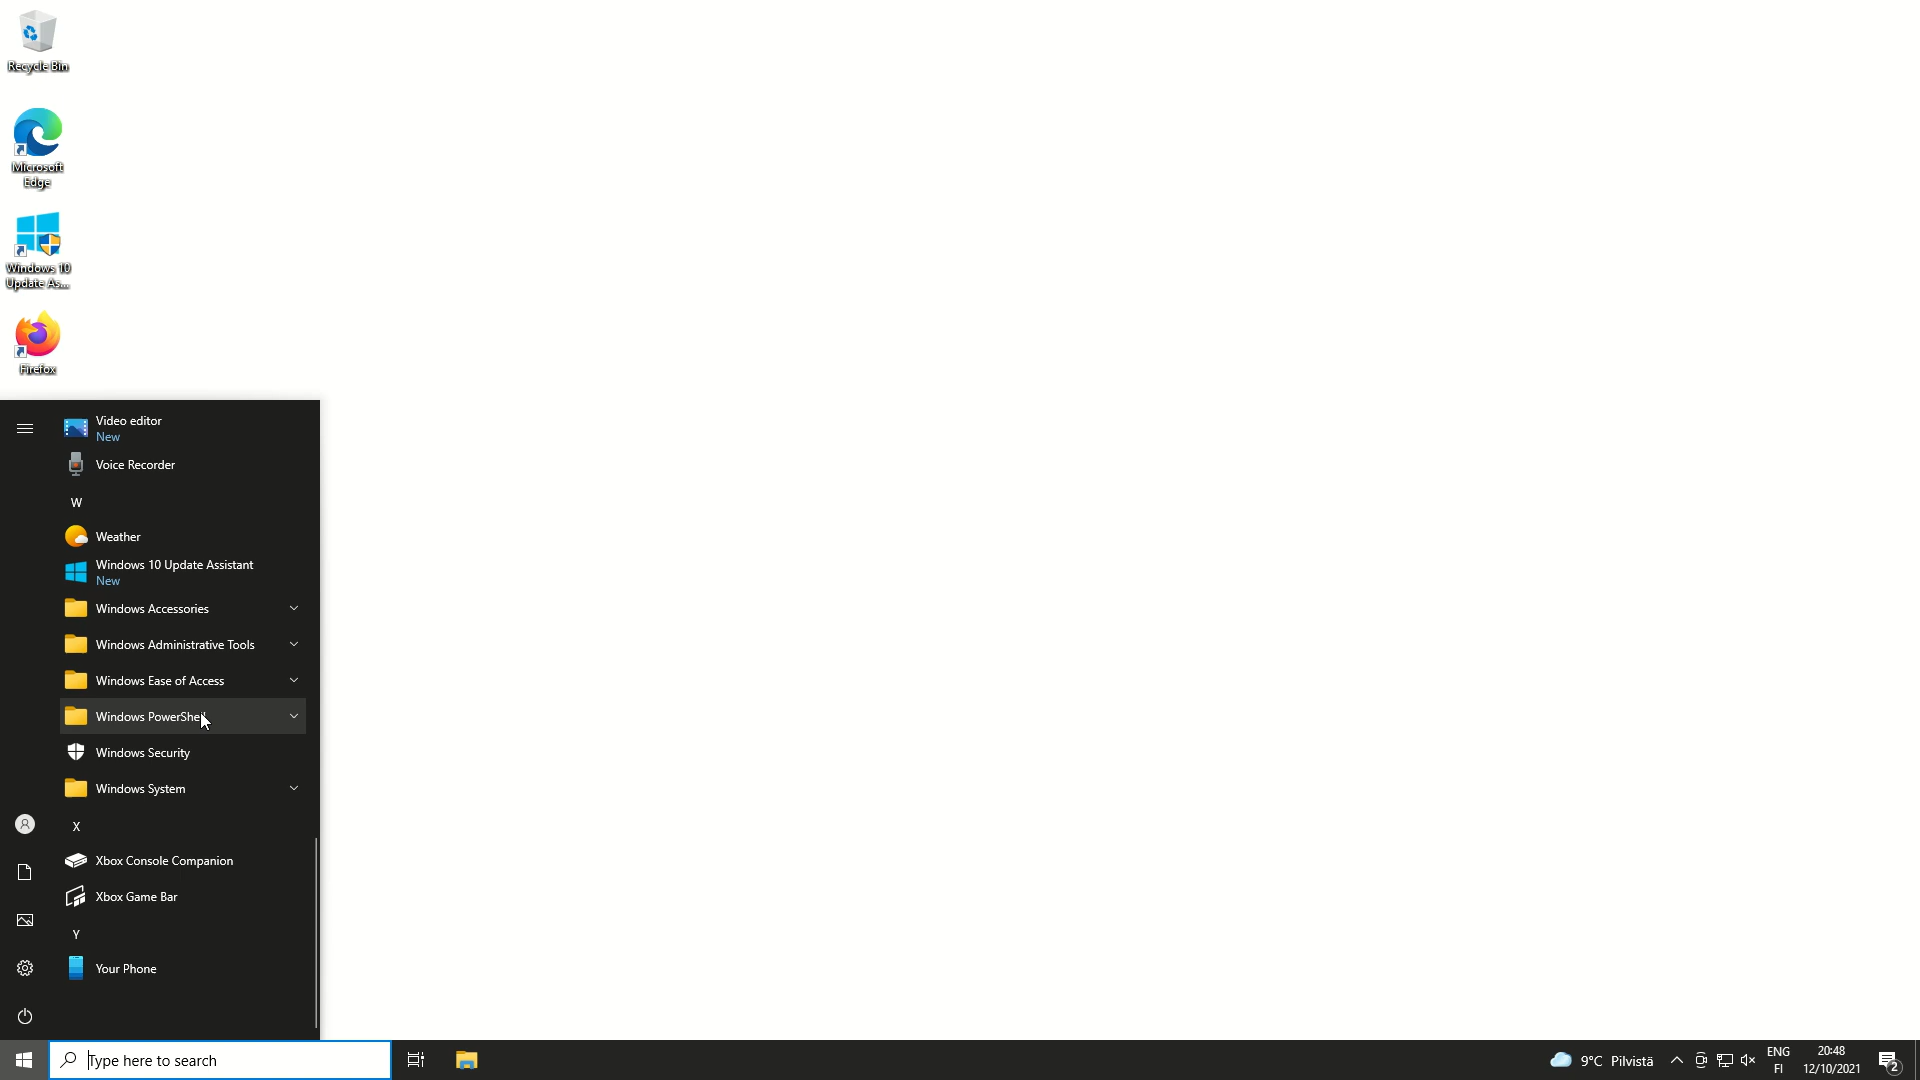 Recycle Bin
Microsoft
Edge
Windows 10
Update As...
Firefox
Video editor
New
Voice Recorder
W
Weather
Windows 10 Update Assistant
New
Windows Accessories
Windows Administrative Tools
Windows Ease of Access
Windows PowerShell
Windows Security
Windows System
X
Xbox Console Companion
Xbox Game Bar
Y
Your Phone
Type here to search
9°C Pilvistä
ENG
FI
20:48
12/10/2021
2